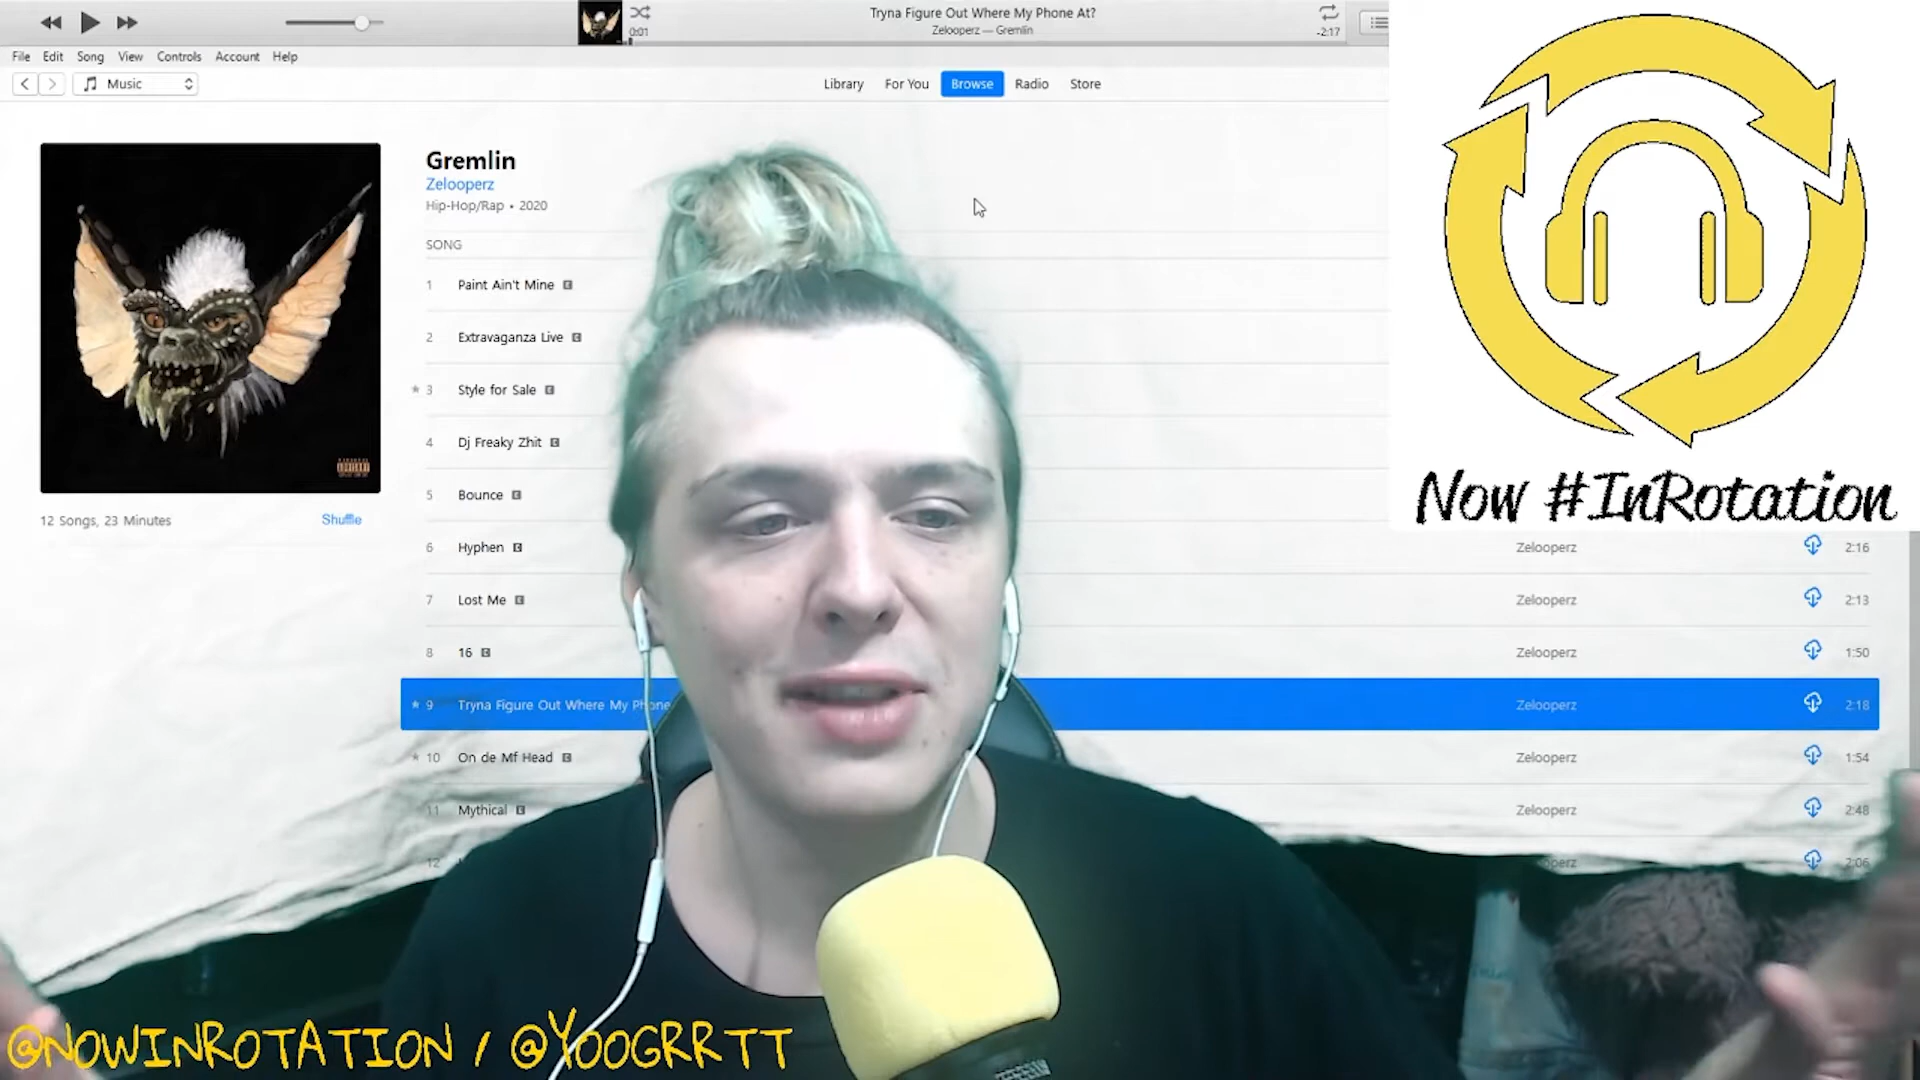 Tryna Figure Out Where My Phone At?
Zelooperz — Gremlin
0:01
-2:17
File Edit Song View Controls Account Help
Music
Library For You Browse Radio Store
Gremlin
Zelooperz
Hip-Hop/Rap • 2020
SONG
1 Paint Ain't Mine E
2 Extravaganza Live E
3 Style for Sale E
4 Dj Freaky Zhit E
5 Bounce E
12 Songs, 23 Minutes Shuffle
Now #InRotation
6 Hyphen E Zelooperz 2:16
7 Lost Me E Zelooperz 2:13
8 16 E Zelooperz 1:50
9 Tryna Figure Out Where My Phone Zelooperz 2:18
10 On de Mf Head E Zelooperz 1:54
11 Mythical E Zelooperz 2:48
12 2:06
@NOWINROTATION / @YOOGRRTT